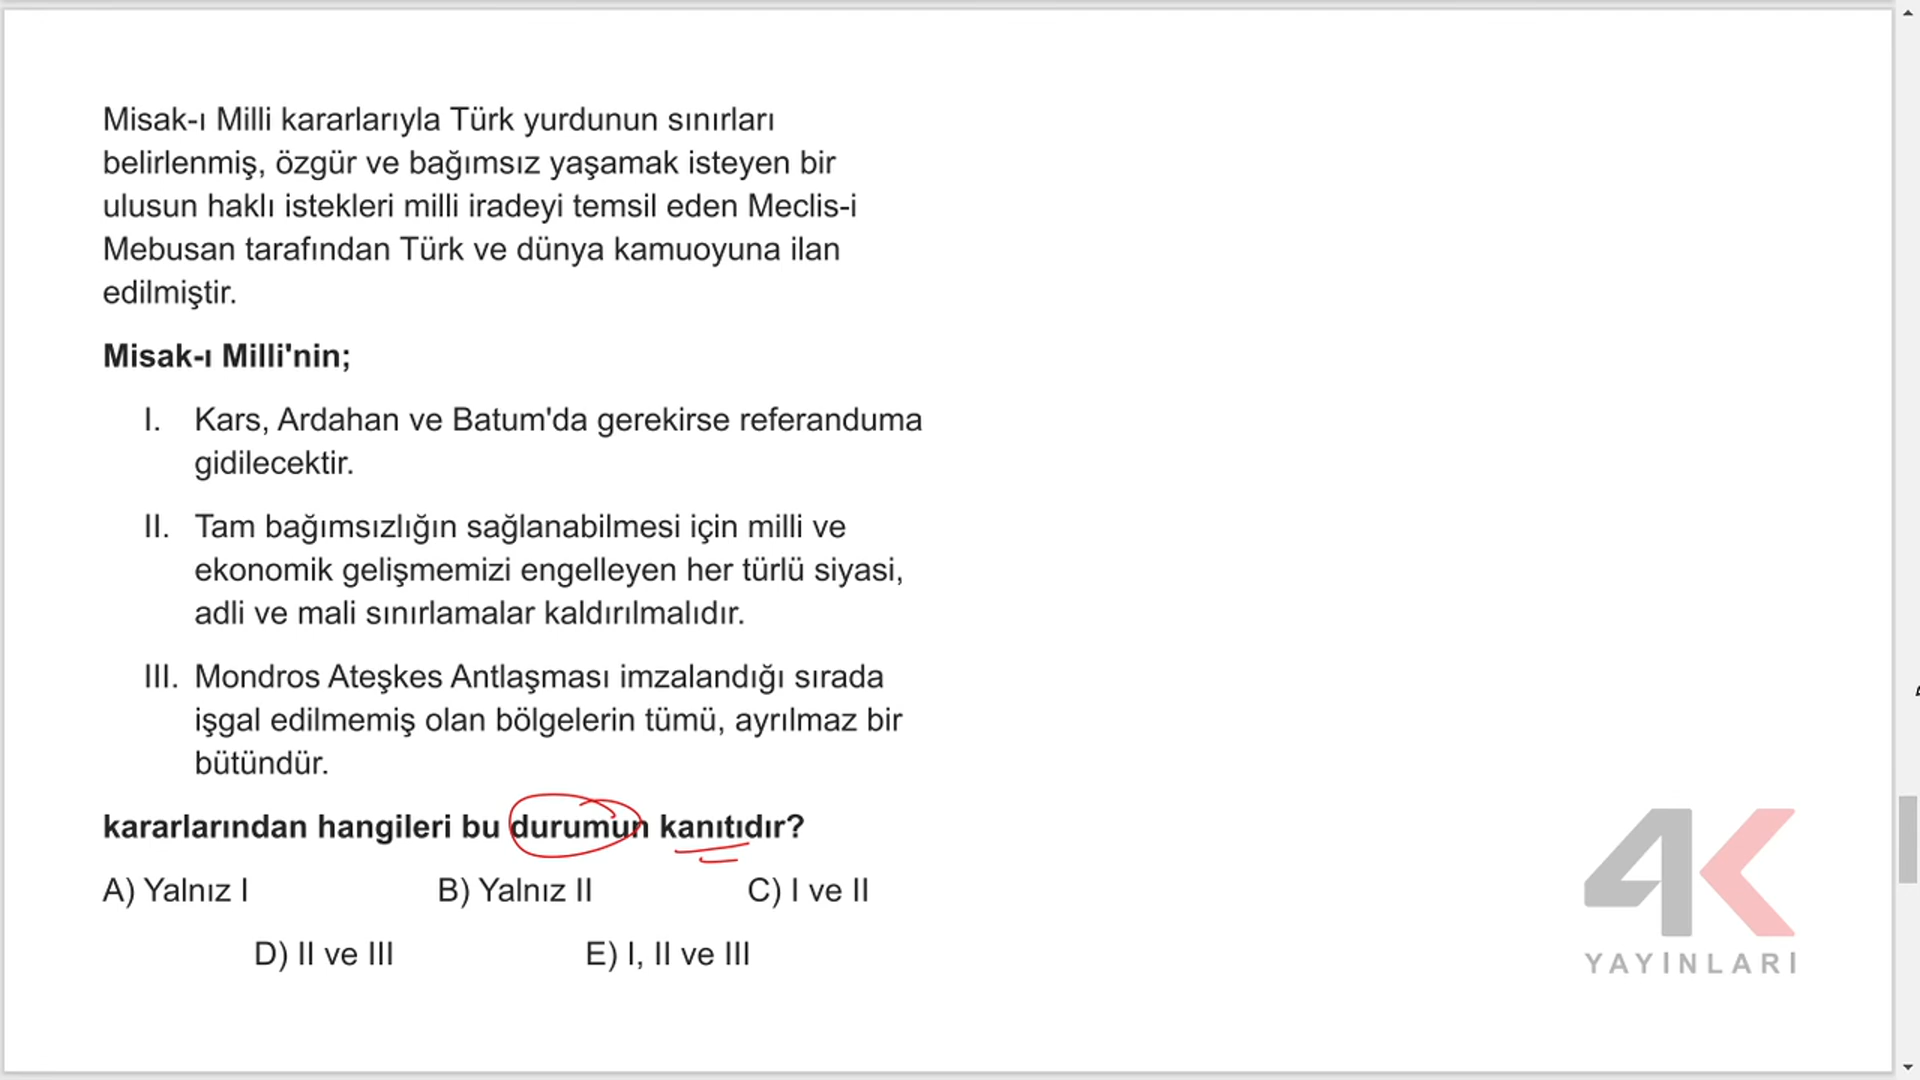 Misak-ı Milli kararlarıyla Türk yurdunun sınırları
belirlenmiş, özgür ve bağımsız yaşamak isteyen bir
ulusun haklı istekleri milli iradeyi temsil eden Meclis-i
Mebusan tarafından Türk ve dünya kamuoyuna ilan
edilmiştir.
Misak-ı Milli'nin;
I. Kars, Ardahan ve Batum'da gerekirse referanduma
gidilecektir.
II. Tam bağımsızlığın sağlanabilmesi için milli ve
ekonomik gelişmemizi engelleyen her türlü siyasi,
adli ve mali sınırlamalar kaldırılmalıdır.
III. Mondros Ateşkes Antlaşması imzalandığı sırada
işgal edilmemiş olan bölgelerin tümü, ayrılmaz bir
bütündür.
kararlarından hangileri bu durumun kanıtıdır?
A) Yalnız I B) Yalnız II C) I ve II
D) II ve III E) I, II ve III
4K
YAYINLARI